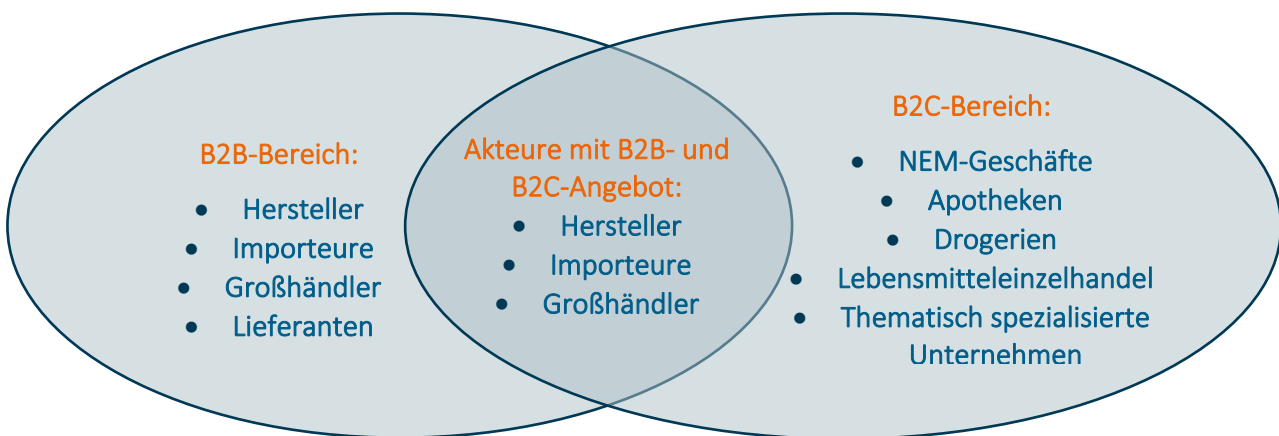 B2B-Bereich:
• Hersteller
• Importeure
• Großhändler
• Lieferanten
Akteure mit B2B- und
B2C-Angebot:
• Hersteller
• Importeure
• Großhändler
B2C-Bereich:
• NEM-Geschäfte
• Apotheken
• Drogerien
• Lebensmitteleinzelhandel
• Thematisch spezialisierte
Unternehmen